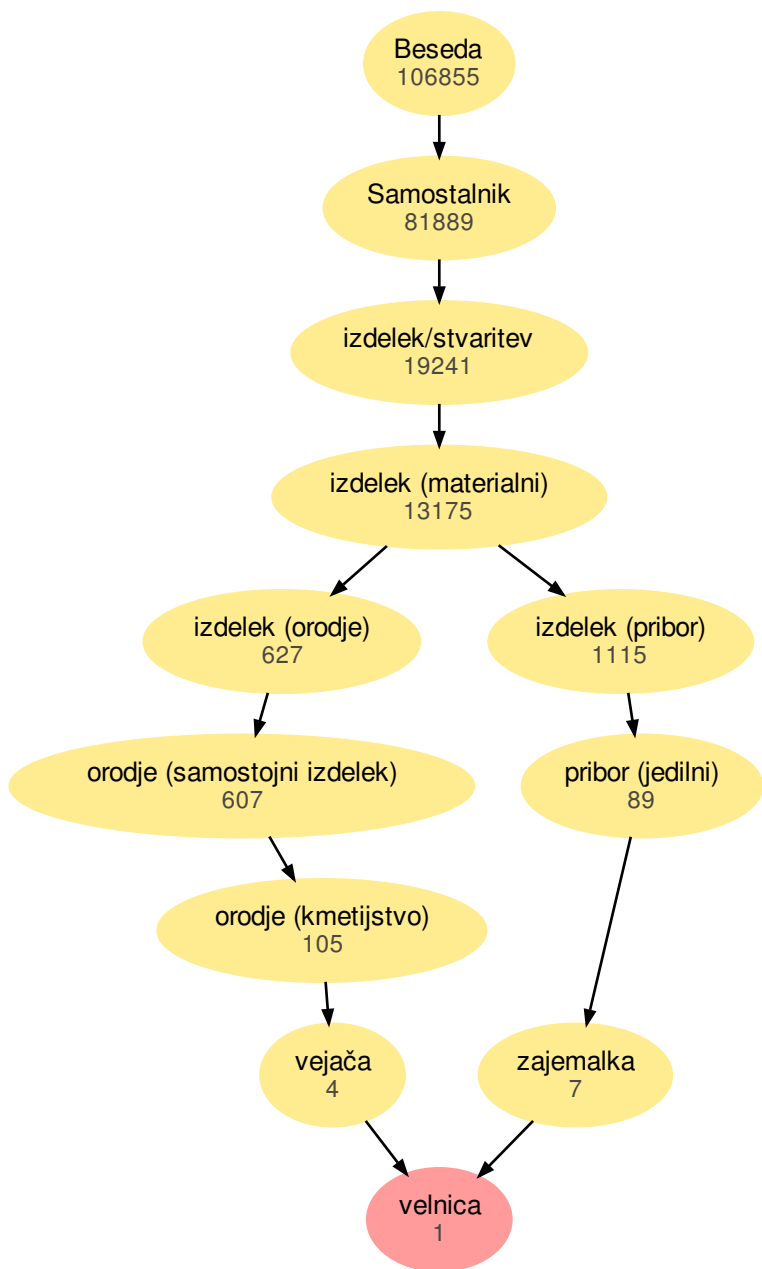 Beseda
106855
Samostalnik
81889
izdelek/stvaritev
19241
izdelek (materialni)
13175
izdelek (orodje)
627
izdelek (pribor)
1115
orodje (samostojni izdelek)
607
pribor (jedilni)
89
orodje (kmetijstvo)
105
vejača
4
zajemalka
7
velnica
1